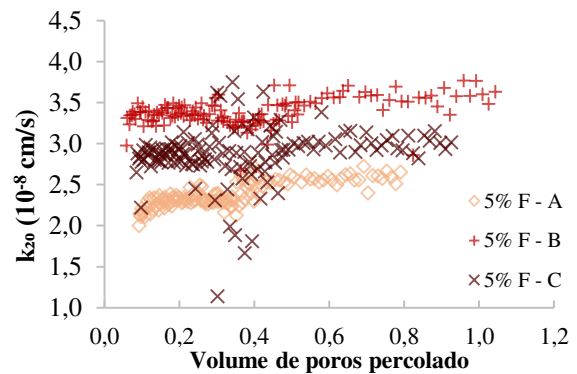 4,5
4,0
3,5
3,0
2,5
2,0
1,5
1,0
k₂₀ (10⁻⁸ cm/s)
5% F - A
5% F - B
5% F - C
0,0 0,2 0,4 0,6 0,8 1,0 1,2
Volume de poros percolado